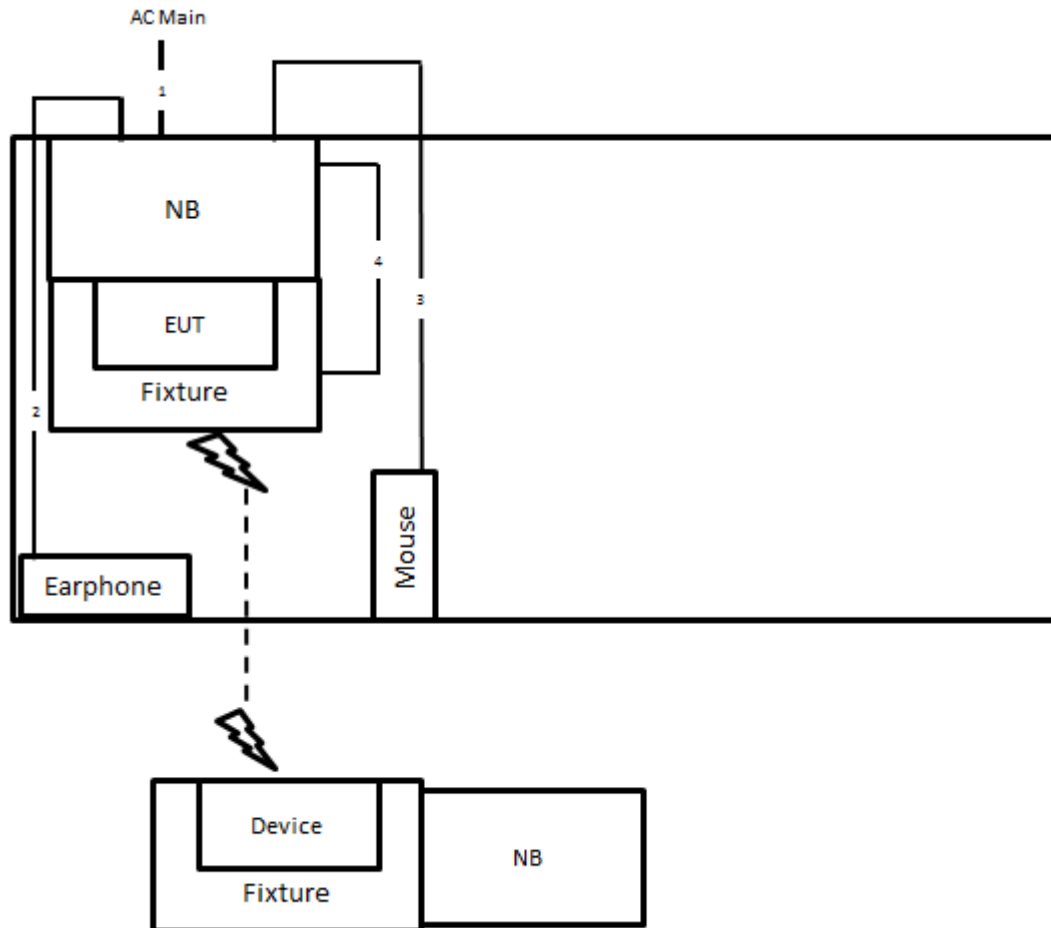 AC Main
1
NB
4
3
EUT
Fixture
2
Mouse
Earphone
Device
NB
Fixture